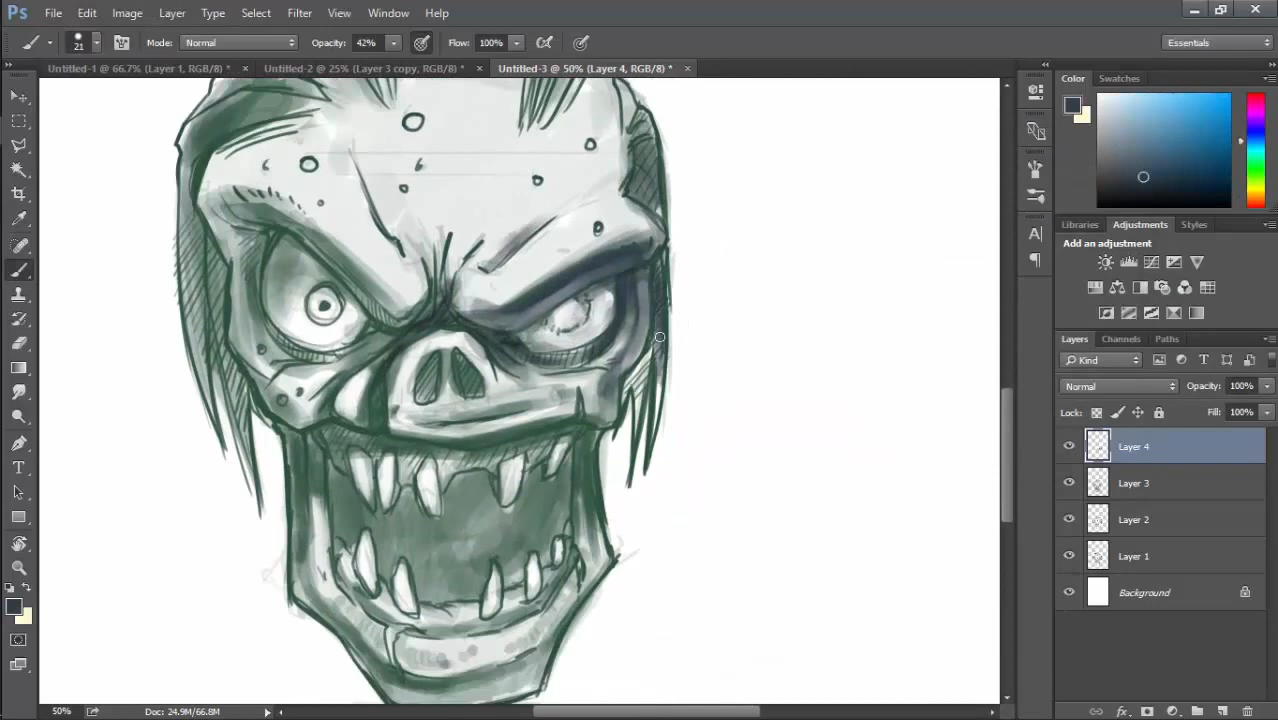 Ps File Edit Image Layer Type Select Filter 3D View Window Help
21 Mode: Normal Opacity: 42% Flow: 100% Essentials
Untitled-1 @ 66.7% (Layer 1, RGB/8) * × Untitled-2 @ 25% (Layer 3 copy, RGB/8) * × Untitled-3 @ 50% (Layer 4, RGB/8) * ×
Color Swatches
Libraries Adjustments Styles
Add an adjustment
Layers Channels Paths
Kind
Normal Opacity: 100%
Lock: Fill: 100%
Layer 4
Layer 3
Layer 2
Layer 1
Background
50% Doc: 24.9M/66.8M